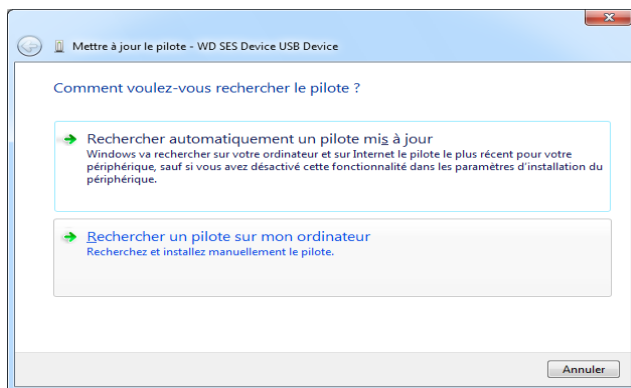 Mettre à jour le pilote - WD SES Device USB Device
Comment voulez-vous rechercher le pilote ?
Rechercher automatiquement un pilote mis à jour
Windows va rechercher sur votre ordinateur et sur Internet le pilote le plus récent pour votre
périphérique, sauf si vous avez désactivé cette fonctionnalité dans les paramètres d'installation du
périphérique.
Rechercher un pilote sur mon ordinateur
Recherchez et installez manuellement le pilote.
Annuler